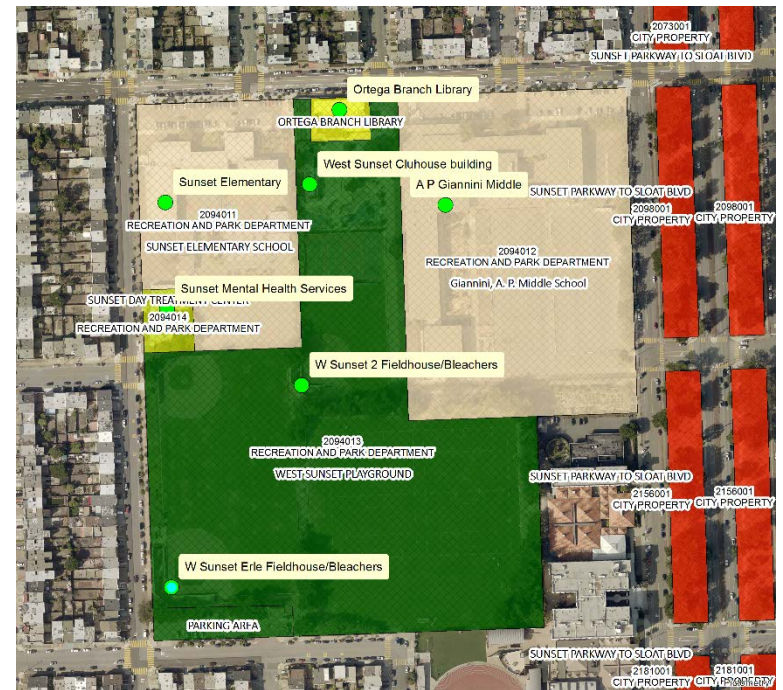 2073001
CITY PROPERTY
SUNSET PARKWAY TO SLOAT BLVD
Ortega Branch Library
ORTEGA BRANCH LIBRARY
West Sunset Cluhouse building
Sunset Elementary
A P Giannini Middle
SUNSET PARKWAY TO SLOAT BLVD
2094011
RECREATION AND PARK DEPARTMENT
SUNSET ELEMENTARY SCHOOL
2098001
CITY PROPERTY
2098001
CITY PROPERTY
2094012
RECREATION AND PARK DEPARTMENT
Giannini, A. P. Middle School
Sunset Mental Health Services
SUNSET DAY TREATMENT CENTER
2094014
RECREATION AND PARK DEPARTMENT
W Sunset 2 Fieldhouse/Bleachers
2094013
RECREATION AND PARK DEPARTMENT
WEST SUNSET PLAYGROUND
SUNSET PARKWAY TO SLOAT BLVD
2156001
CITY PROPERTY
2156001
CITY PROPERTY
W Sunset Erle Fieldhouse/Bleachers
PARKING AREA
SUNSET PARKWAY TO SLOAT BLVD
2181001
CITY PROPERTY
2181001
CITY PROPERTY